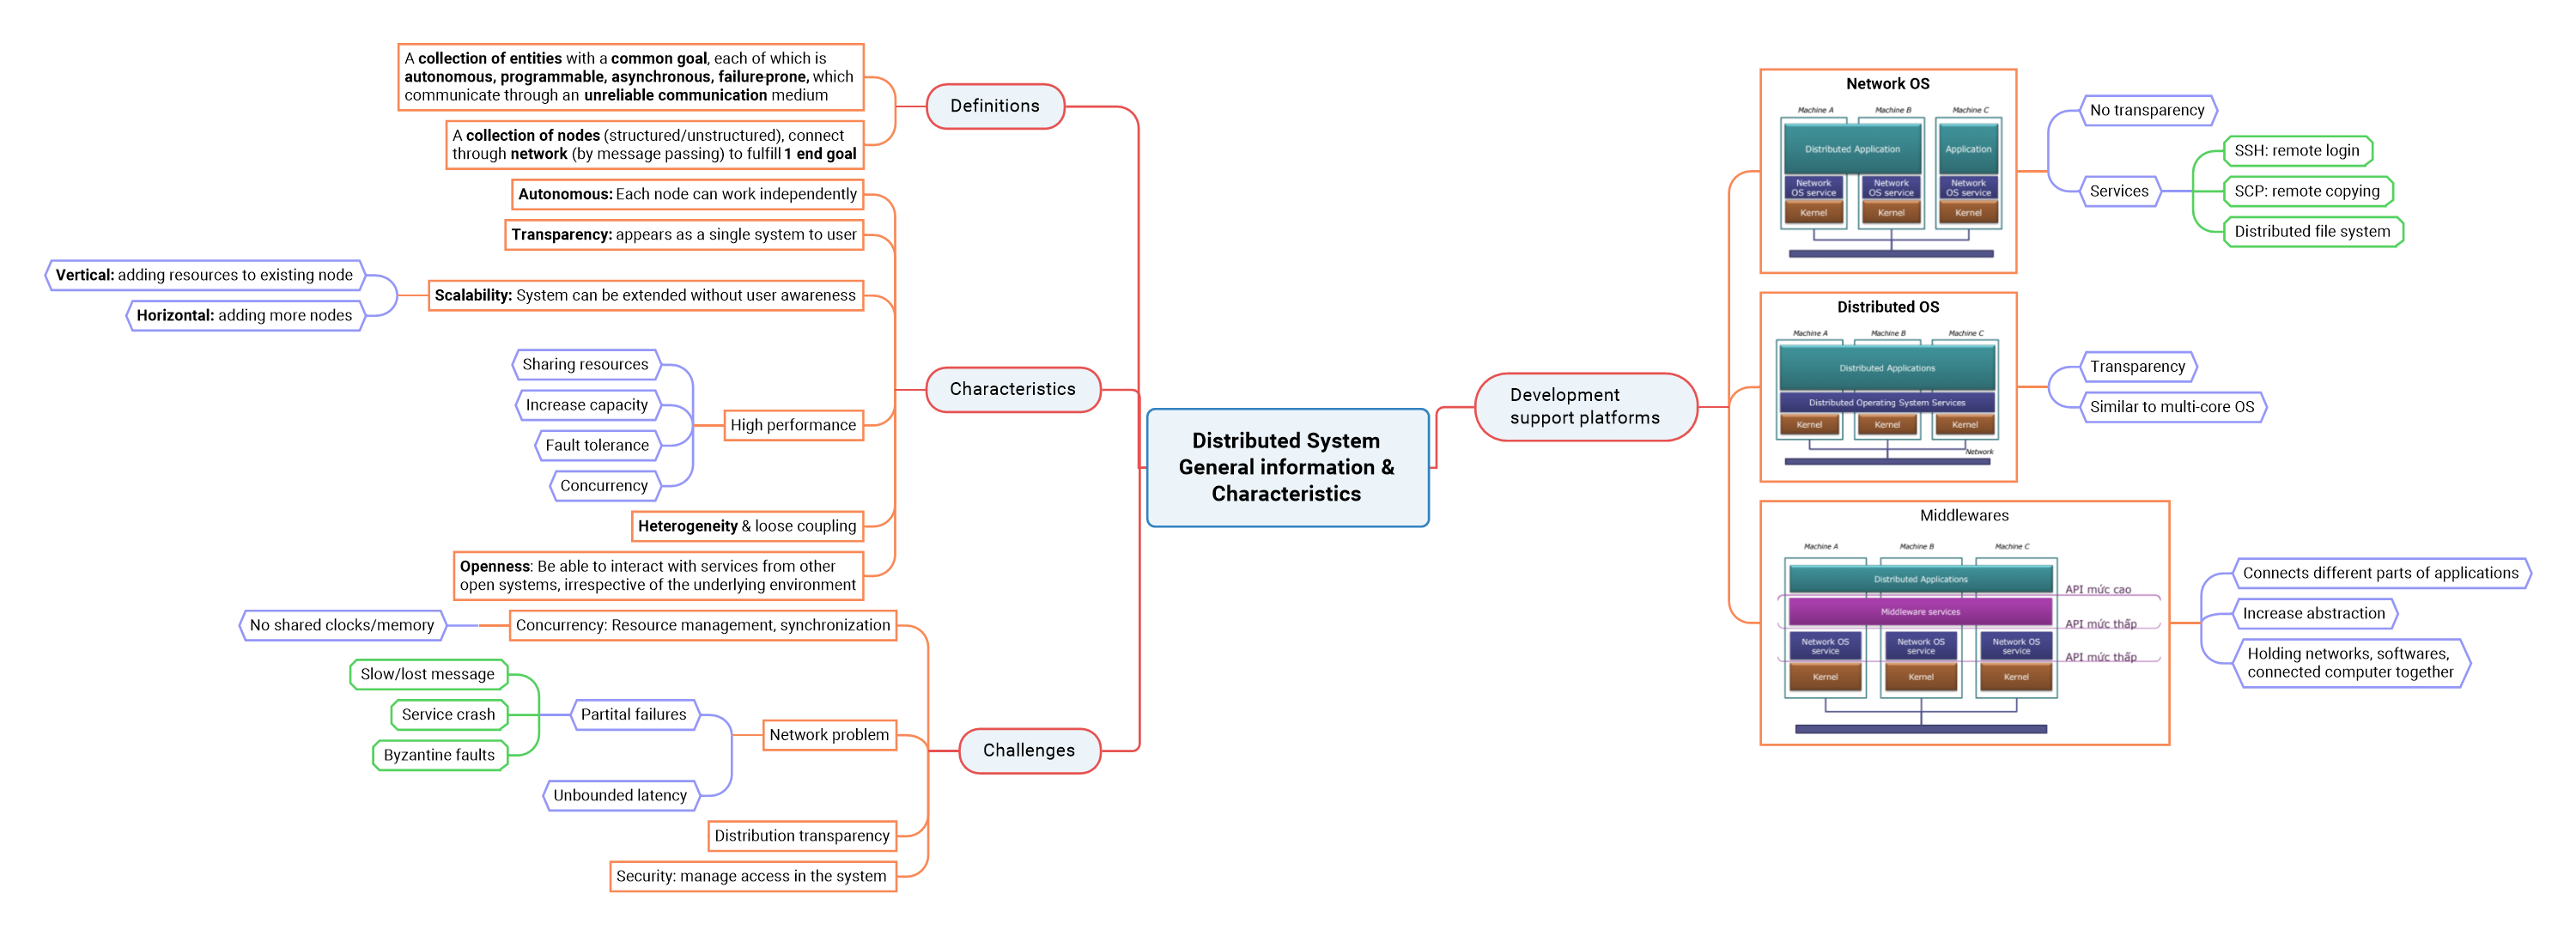 Distributed System
General information &
Characteristics
Definitions
A collection of entities with a common goal, each of which is
autonomous, programmable, asynchronous, failure-prone, which
communicate through an unreliable communication medium
A collection of nodes (structured/unstructured), connect
through network (by message passing) to fulfill 1 end goal
Characteristics
Autonomous: Each node can work independently
Transparency: appears as a single system to user
Scalability: System can be extended without user awareness
Vertical: adding resources to existing node
Horizontal: adding more nodes
High performance
Sharing resources
Increase capacity
Fault tolerance
Concurrency
Heterogeneity & loose coupling
Openness: Be able to interact with services from other
open systems, irrespective of the underlying environment
Challenges
Concurrency: Resource management, synchronization
No shared clocks/memory
Network problem
Partital failures
Slow/lost message
Service crash
Byzantine faults
Unbounded latency
Distribution transparency
Security: manage access in the system
Development
support platforms
Network OS
Machine A
Machine B
Machine C
Distributed Application
Application
Network
OS service
Network
OS service
Network
OS service
Kernel
Kernel
Kernel
No transparency
Services
SSH: remote login
SCP: remote copying
Distributed file system
Distributed OS
Machine A
Machine B
Machine C
Distributed Applications
Distributed Operating System Services
Kernel
Kernel
Kernel
Network
Transparency
Similar to multi-core OS
Middlewares
Machine A
Machine B
Machine C
Distributed Applications
API mức cao
Middleware services
API mức thấp
Network OS
service
Network OS
service
Network OS
service
API mức thấp
Kernel
Kernel
Kernel
Connects different parts of applications
Increase abstraction
Holding networks, softwares,
connected computer together